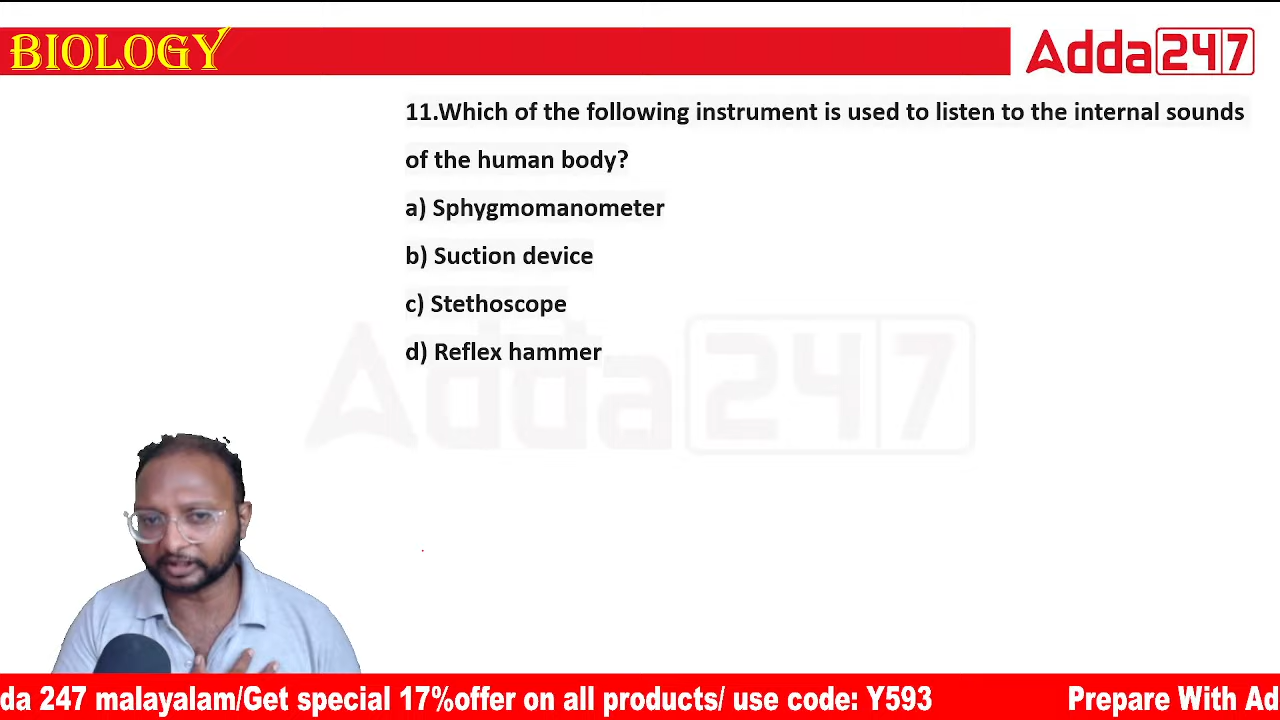 BIOLOGY
Adda247
11.Which of the following instrument is used to listen to the internal sounds
of the human body?
a) Sphygmomanometer
b) Suction device
c) Stethoscope
d) Reflex hammer
Adda247
da 247 malayalam/Get special 17%offer on all products/ use code: Y593 Prepare With Ad